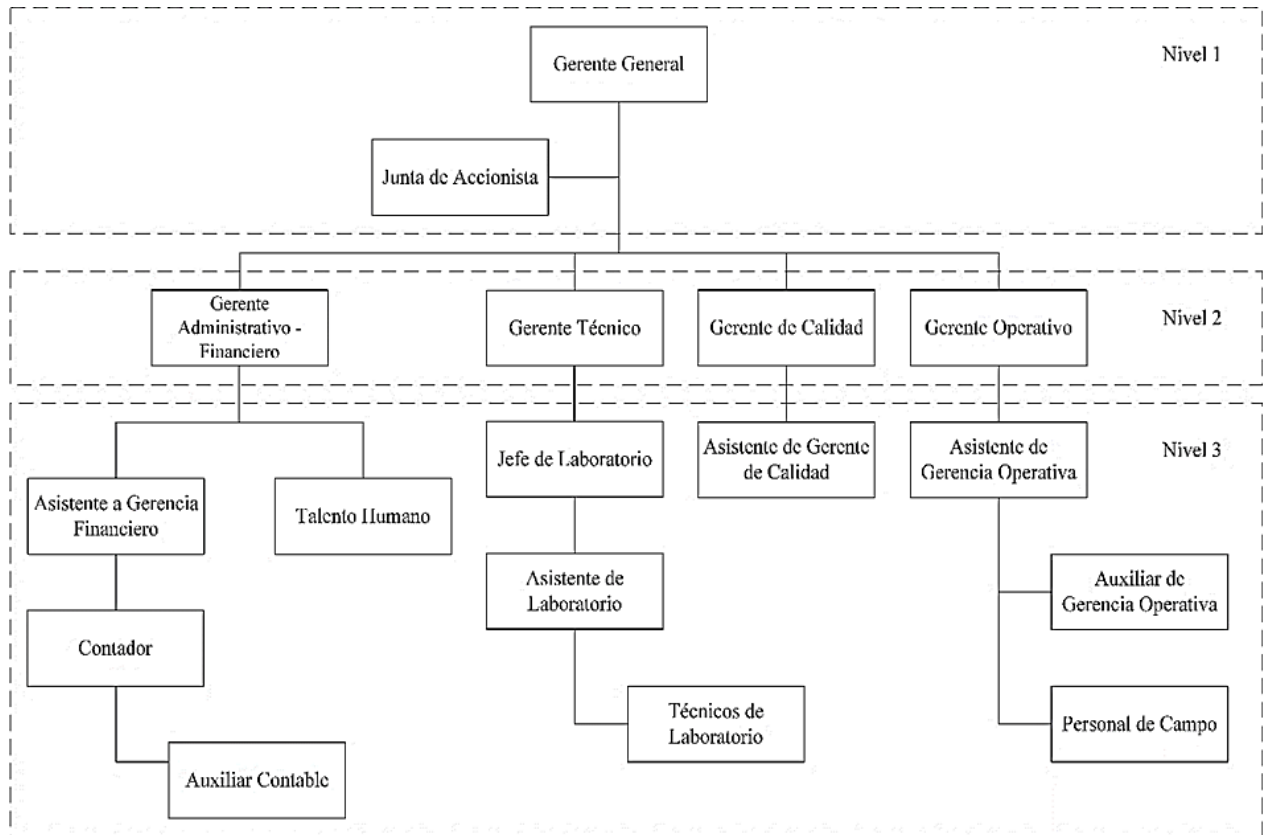 Gerente General
Nivel 1
Junta de Accionista
Gerente
Administrativo -
Financiero
Gerente Técnico
Gerente de Calidad
Gerente Operativo
Nivel 2
Jefe de Laboratorio
Asistente de Gerente
de Calidad
Asistente de
Gerencia Operativa
Nivel 3
Asistente a Gerencia
Financiero
Talento Humano
Asistente de
Laboratorio
Auxiliar de
Gerencia Operativa
Contador
Técnicos de
Laboratorio
Personal de Campo
Auxiliar Contable